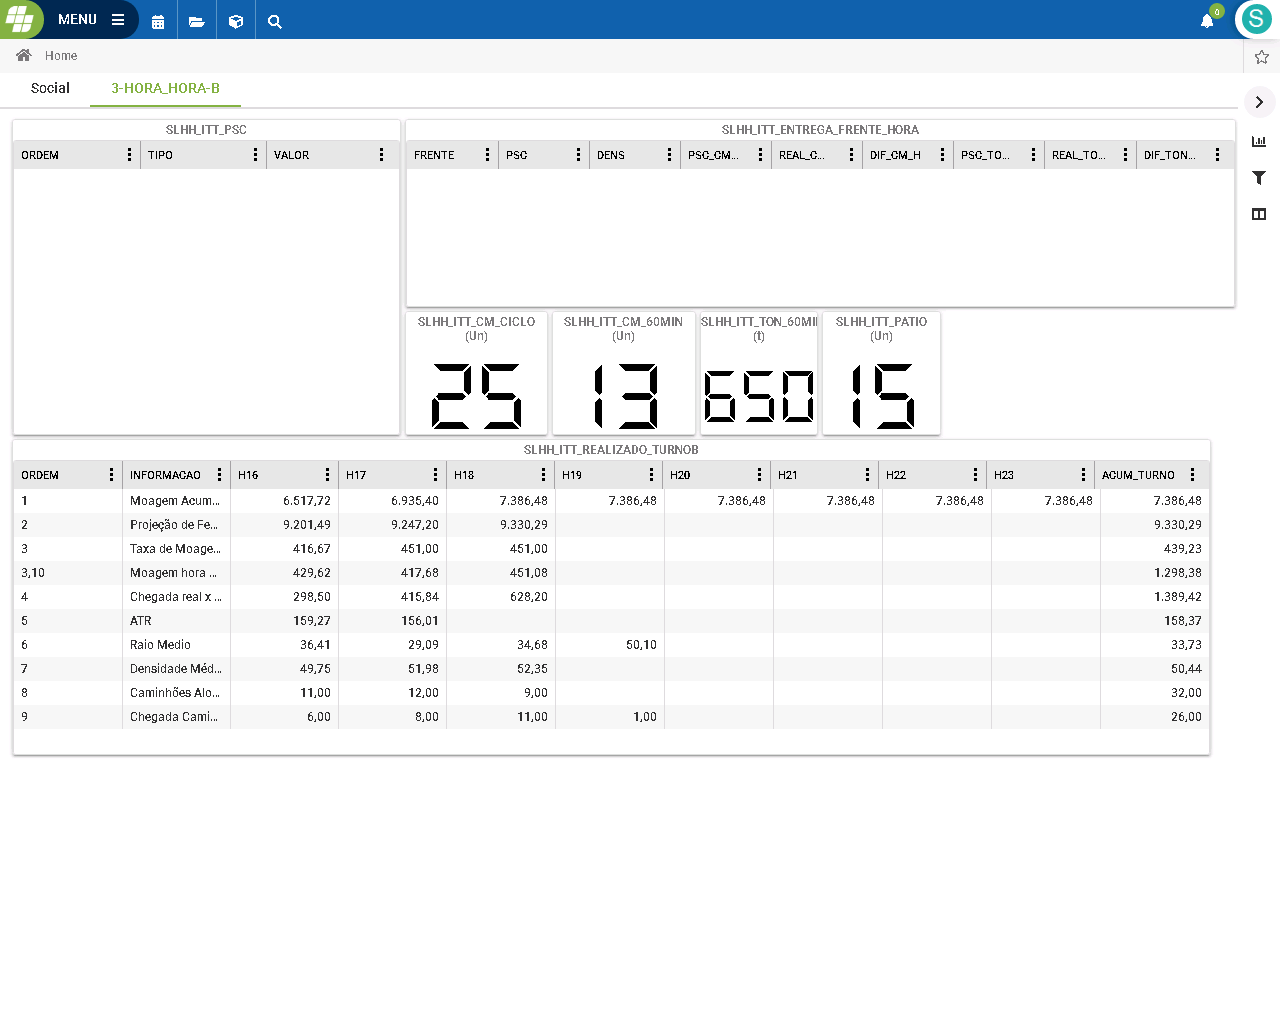 MENU
0
S
Home
Social 3-HORA_HORA-B
SLHH_ITT_PSC
ORDEM TIPO VALOR
SLHH_ITT_ENTREGA_FRENTE_HORA
FRENTE PSC DENS PSC_CM... REAL_C... DIF_CM_H PSC_TO... REAL_TO... DIF_TON...
SLHH_ITT_CM_CICLO
(Un)
25
SLHH_ITT_CM_60MIN
(Un)
13
SLHH_ITT_TON_60MI
(t)
650
SLHH_ITT_PATIO
(Un)
15
SLHH_ITT_REALIZADO_TURNOB
ORDEM INFORMACAO H16 H17 H18 H19 H20 H21 H22 H23 ACUM_TURNO
1 Moagem Acum... 6.517,72 6.935,40 7.386,48 7.386,48 7.386,48 7.386,48 7.386,48 7.386,48 7.386,48
2 Projeção de Fe... 9.201,49 9.247,20 9.330,29 9.330,29
3 Taxa de Moage... 416,67 451,00 451,00 439,23
3,10 Moagem hora ... 429,62 417,68 451,08 1.298,38
4 Chegada real x ... 298,50 415,84 628,20 1.389,42
5 ATR 159,27 156,01 158,37
6 Raio Medio 36,41 29,09 34,68 50,10 33,73
7 Densidade Méd... 49,75 51,98 52,35 50,44
8 Caminhões Alo... 11,00 12,00 9,00 32,00
9 Chegada Cami... 6,00 8,00 11,00 1,00 26,00